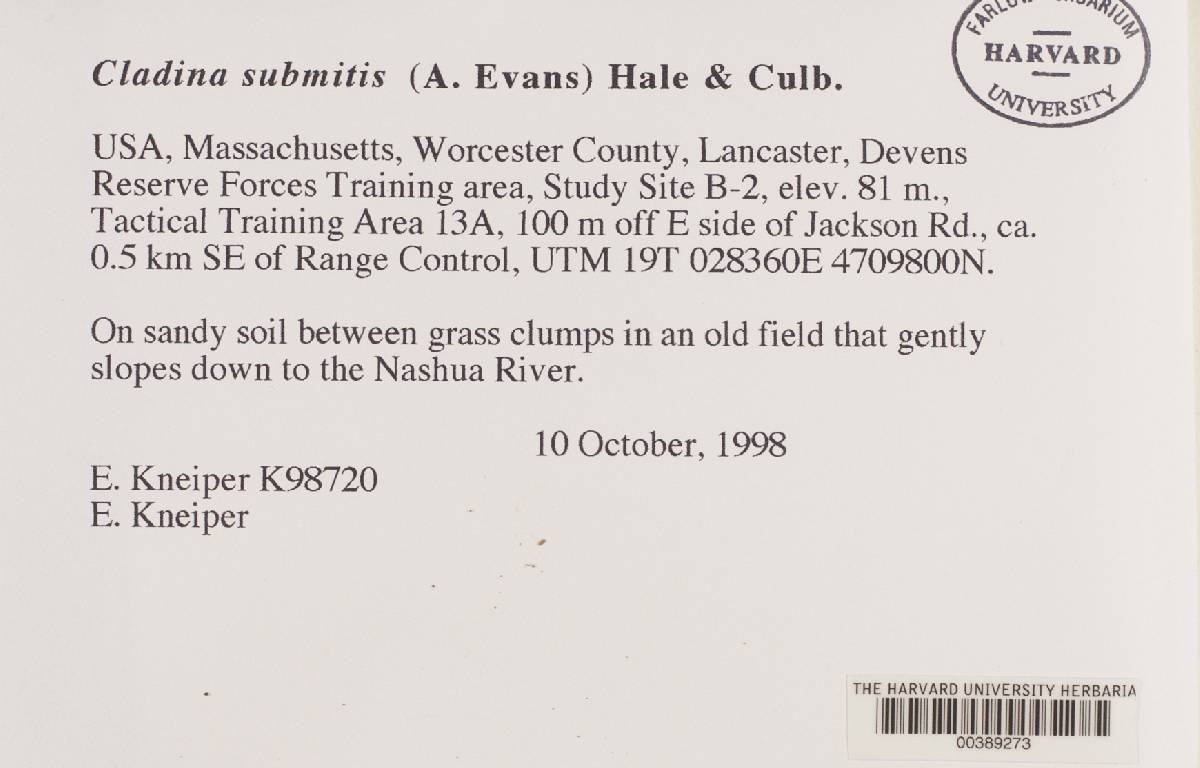 FARLOW HERBARIUM
HARVARD
UNIVERSITY
Cladina submitis (A. Evans) Hale & Culb.
USA, Massachusetts, Worcester County, Lancaster, Devens
Reserve Forces Training area, Study Site B-2, elev. 81 m.,
Tactical Training Area 13A, 100 m off E side of Jackson Rd., ca.
0.5 km SE of Range Control, UTM 19T 028360E 4709800N.
On sandy soil between grass clumps in an old field that gently
slopes down to the Nashua River.
10 October, 1998
E. Kneiper K98720
E. Kneiper
THE HARVARD UNIVERSITY HERBARIA
00389273